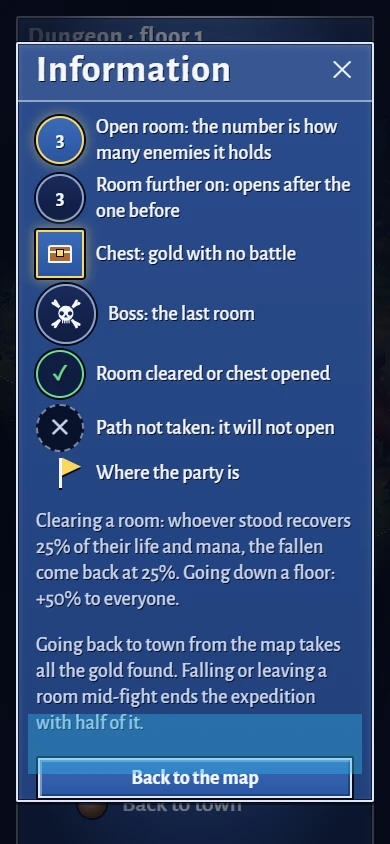 Dungeon · floor 1
Information
3
Open room: the number is how
many enemies it holds
3
Room further on: opens after the
one before
Chest: gold with no battle
Boss: the last room
Room cleared or chest opened
Path not taken: it will not open
Where the party is
Clearing a room: whoever stood recovers
25% of their life and mana, the fallen
come back at 25%. Going down a floor:
+50% to everyone.
Going back to town from the map takes
all the gold found. Falling or leaving a
room mid-fight ends the expedition
with half of it.
Back to the map
Back to town